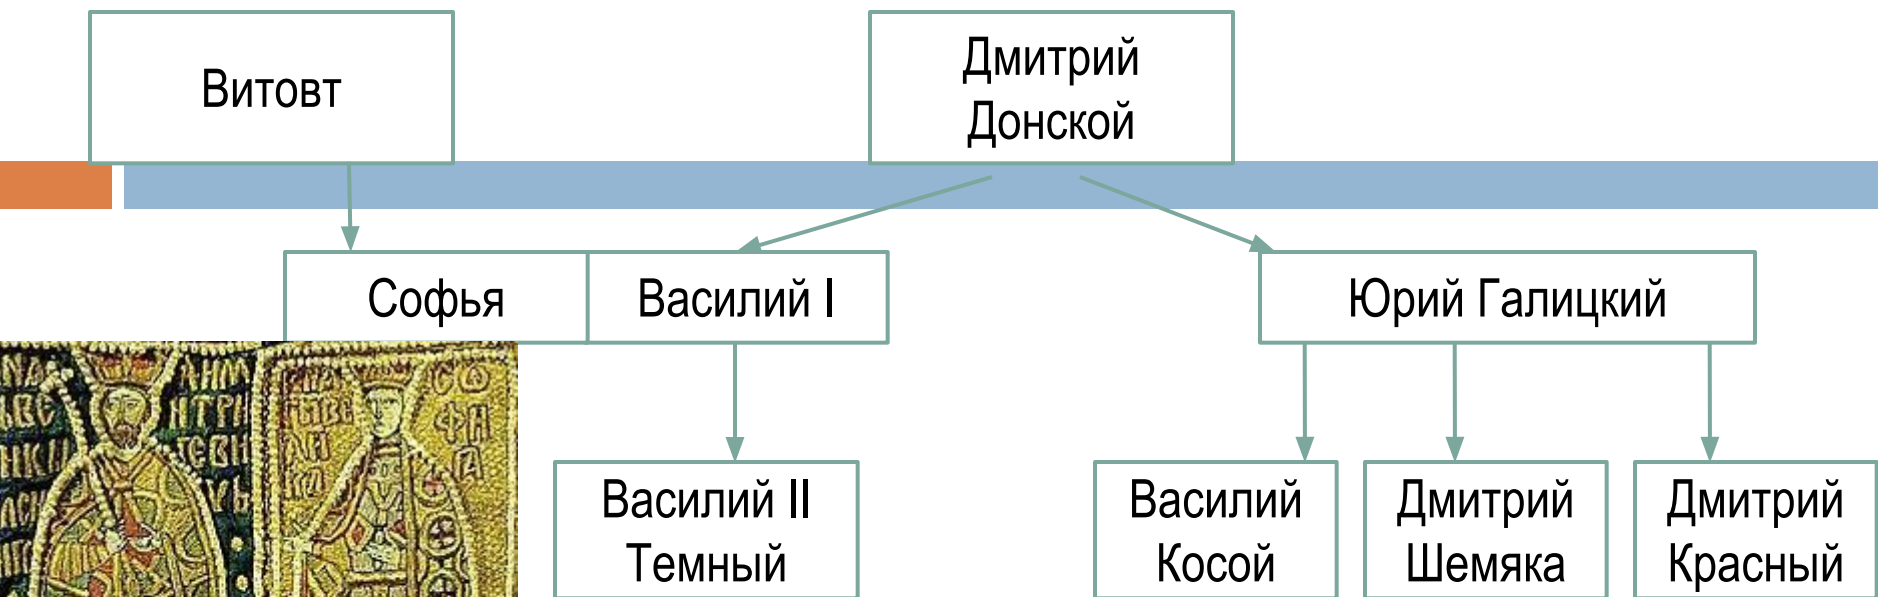 Витовт
Дмитрий
Донской
Софья
Василий I
Юрий Галицкий
Василий II
Темный
Василий
Косой
Дмитрий
Шемяка
Дмитрий
Красный